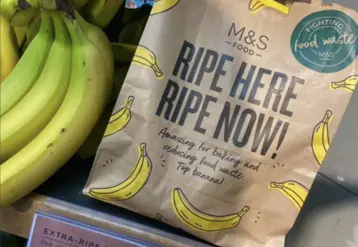 M&S
FOOD
RIPE HERE
RIPE NOW!
Amazing for baking and
reducing food waste.
Top banana!
FIGHTING
food waste
M&S
EXTRA-RIPE